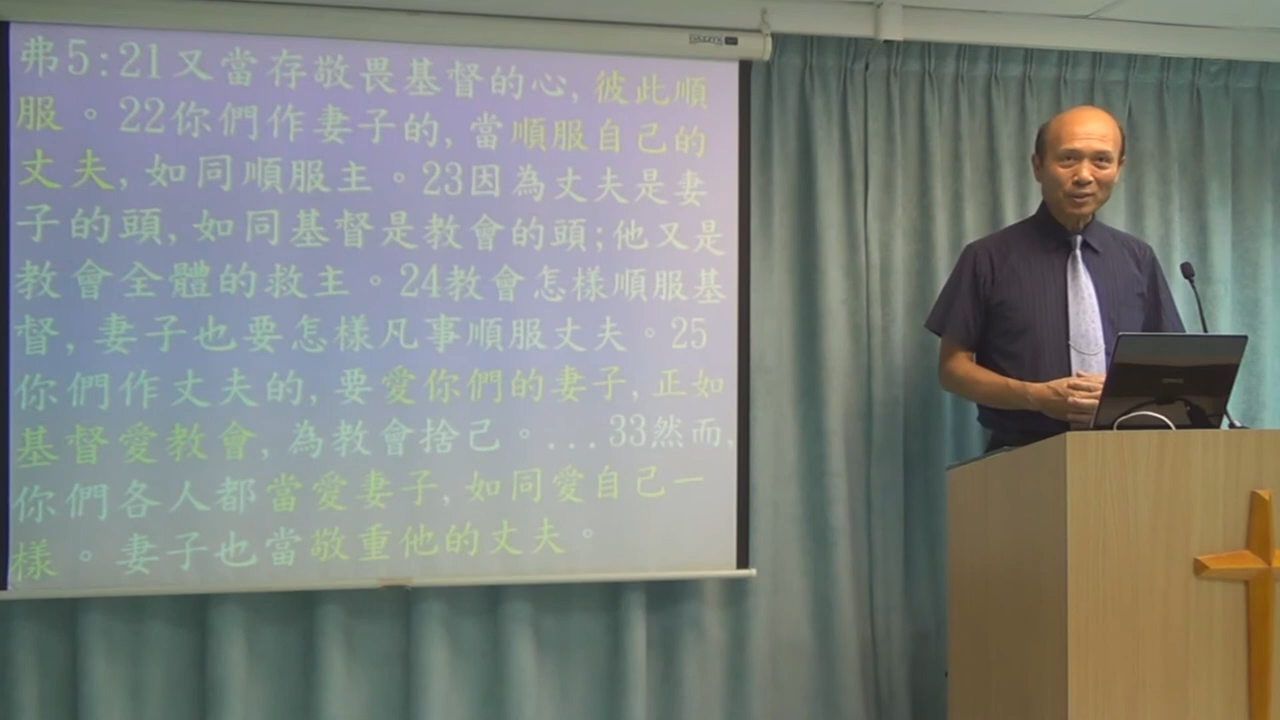 弗5:21又當存敬畏基督的心,彼此順
服。22你們作妻子的,當順服自己的
丈夫,如同順服主。23因為丈夫是妻
子的頭,如同基督是教會的頭;他又是
教會全體的救主。24教會怎樣順服基
督,妻子也要怎樣凡事順服丈夫。25
你們作丈夫的,要愛你們的妻子,正如
基督愛教會,為教會捨己。...33然而,
你們各人都當愛妻子,如同愛自己一
樣。妻子也當敬重他的丈夫。